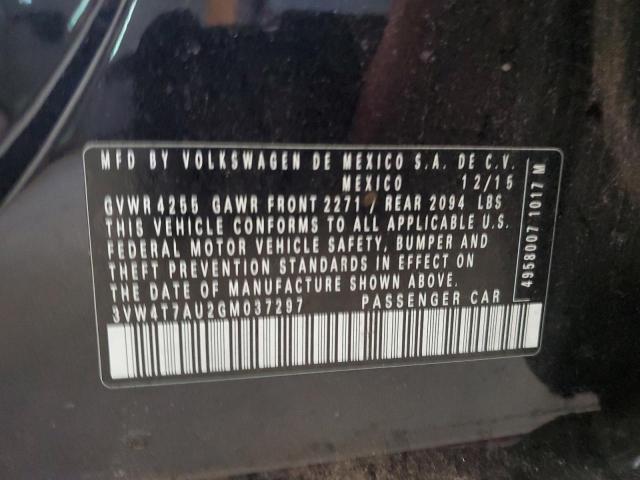 MFD BY VOLKSWAGEN DE MEXICO S.A. DE C.V.
MEXICO 12/15
GVWR 4255 GAWR FRONT 2271 / REAR 2094 LBS
THIS VEHICLE CONFORMS TO ALL APPLICABLE U.S.
FEDERAL MOTOR VEHICLE SAFETY, BUMPER AND
THEFT PREVENTION STANDARDS IN EFFECT ON
THE DATE OF MANUFACTURE SHOWN ABOVE.
3VW4T7AU2GM037297 PASSENGER CAR
4958007 1017 M